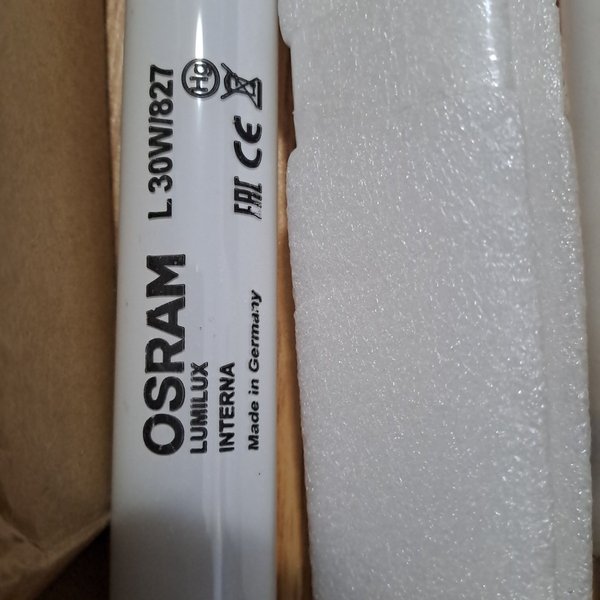 OSRAM L 30W/827 Hg
LUMILUX
INTERNA
Made in Germany EAC CE